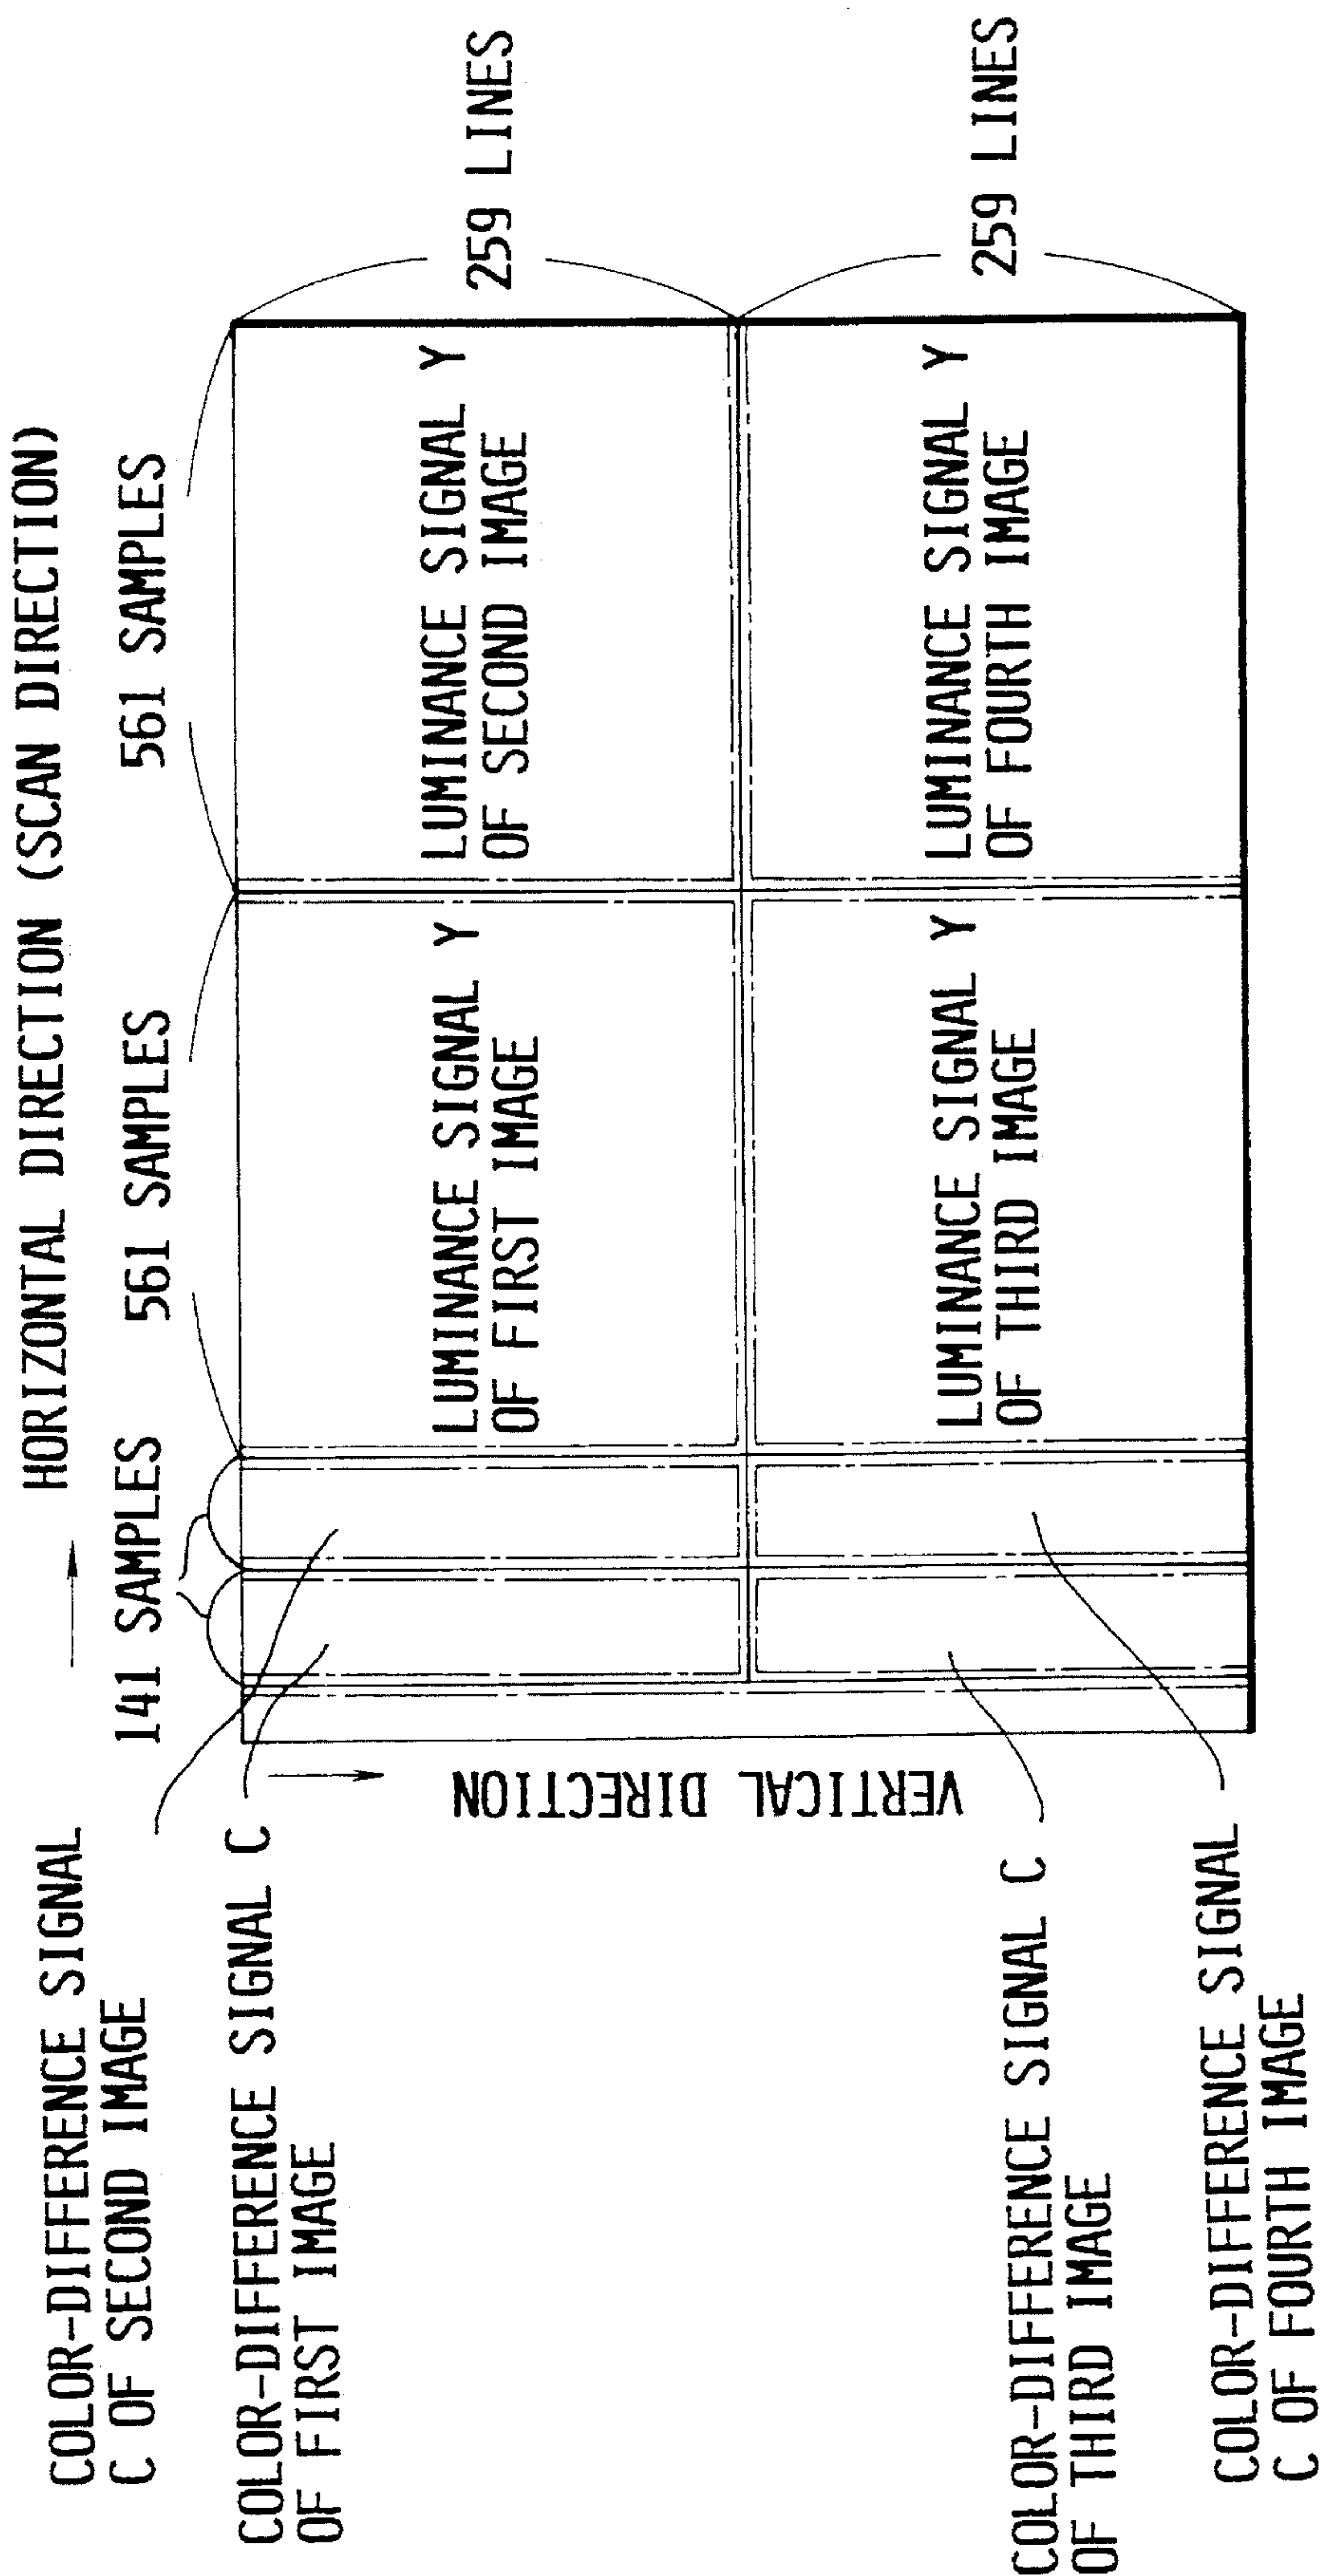 HORIZONTAL DIRECTION (SCAN DIRECTION)
141 SAMPLES
561 SAMPLES
561 SAMPLES
COLOR-DIFFERENCE SIGNAL
C OF SECOND IMAGE
COLOR-DIFFERENCE SIGNAL C
OF FIRST IMAGE
VERTICAL DIRECTION
LUMINANCE SIGNAL Y
OF FIRST IMAGE
LUMINANCE SIGNAL Y
OF SECOND IMAGE
259 LINES
COLOR-DIFFERENCE SIGNAL C
OF THIRD IMAGE
COLOR-DIFFERENCE SIGNAL
C OF FOURTH IMAGE
LUMINANCE SIGNAL Y
OF THIRD IMAGE
LUMINANCE SIGNAL Y
OF FOURTH IMAGE
259 LINES